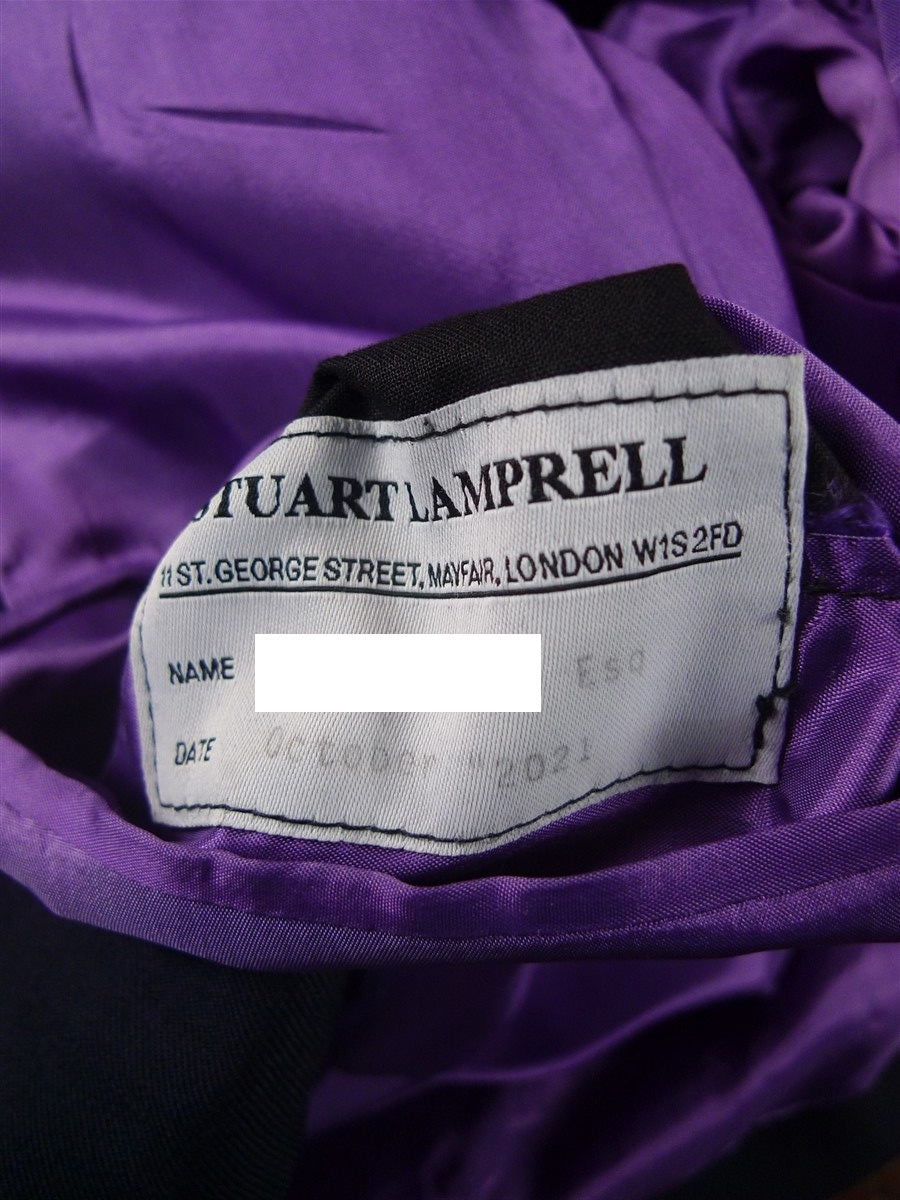 STUART LAMPRELL
11 ST. GEORGE STREET, MAYFAIR, LONDON W1S 2FD
NAME Esq
DATE October 2021